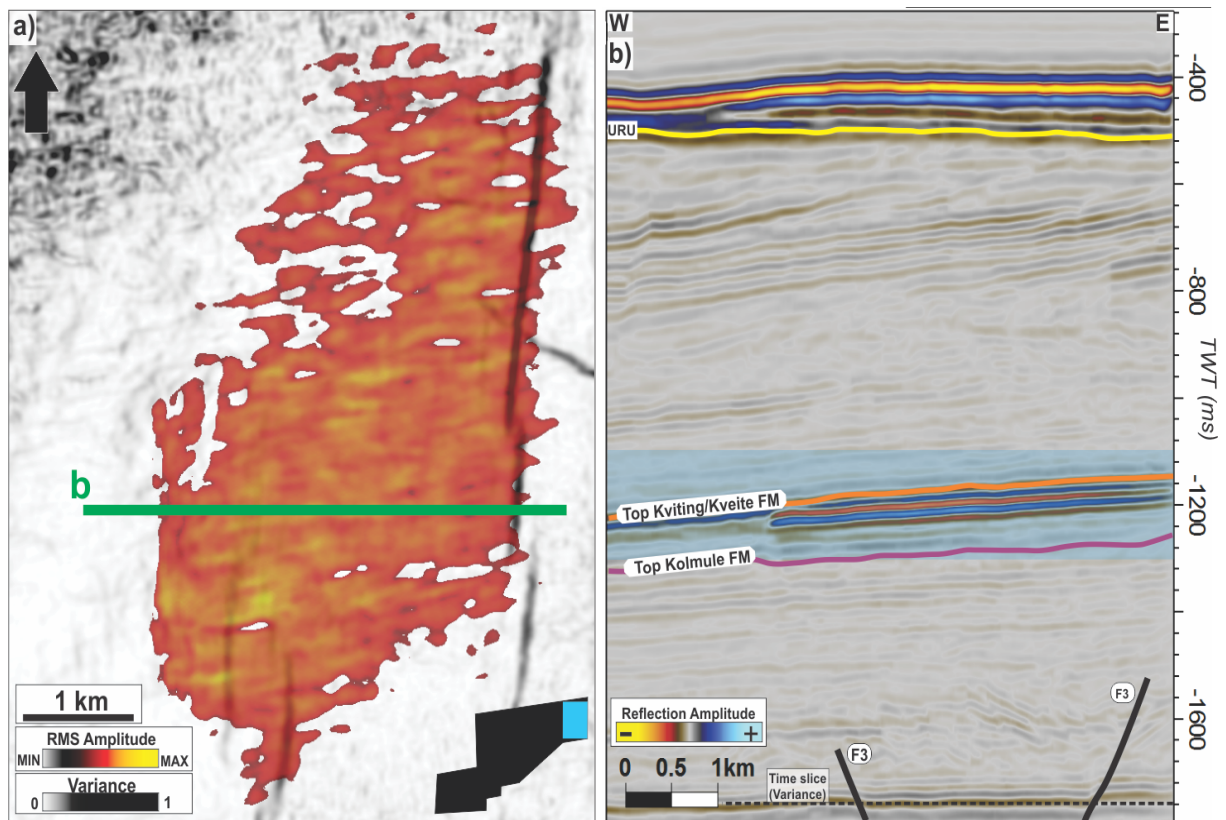 a)
b
1 km
RMS Amplitude
MIN MAX
Variance
0 1
W E
b)
-400
URU
-800
TWT (ms)
Top Kviting/Kveite FM
-1200
Top Kolmule FM
F3
-1600
Reflection Amplitude
- +
F3
0 0.5 1km
Time slice
(Variance)